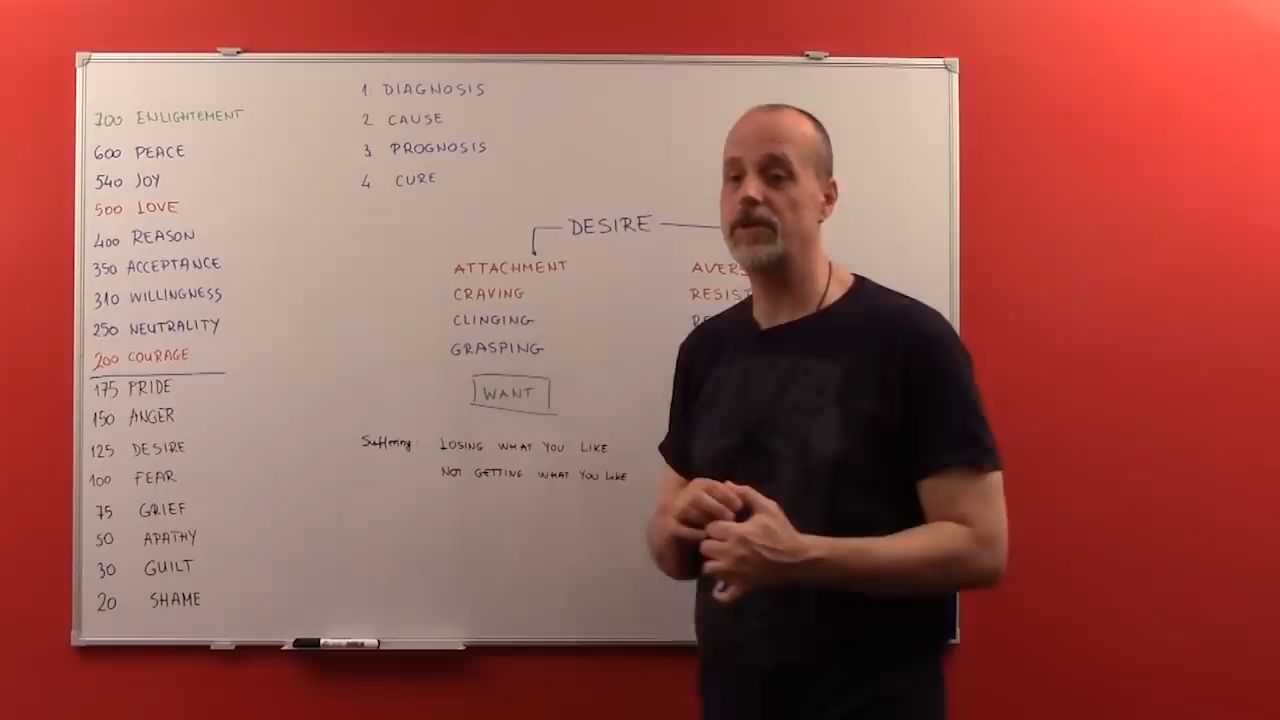 700 ENLIGHTEMENT
600 PEACE
540 JOY
500 LOVE
400 REASON
350 ACCEPTANCE
310 WILLINGNESS
250 NEUTRALITY
200 COURAGE
175 PRIDE
150 ANGER
125 DESIRE
100 FEAR
75 GRIEF
50 APATHY
30 GUILT
20 SHAME
1. DIAGNOSIS
2 CAUSE
3 PROGNOSIS
4 CURE
DESIRE
ATTACHMENT
CRAVING
CLINGING
GRASPING
WANT
AVERS
RESIST
Suffering: LOSING WHAT YOU LIKE
NOT GETTING WHAT YOU LIKE